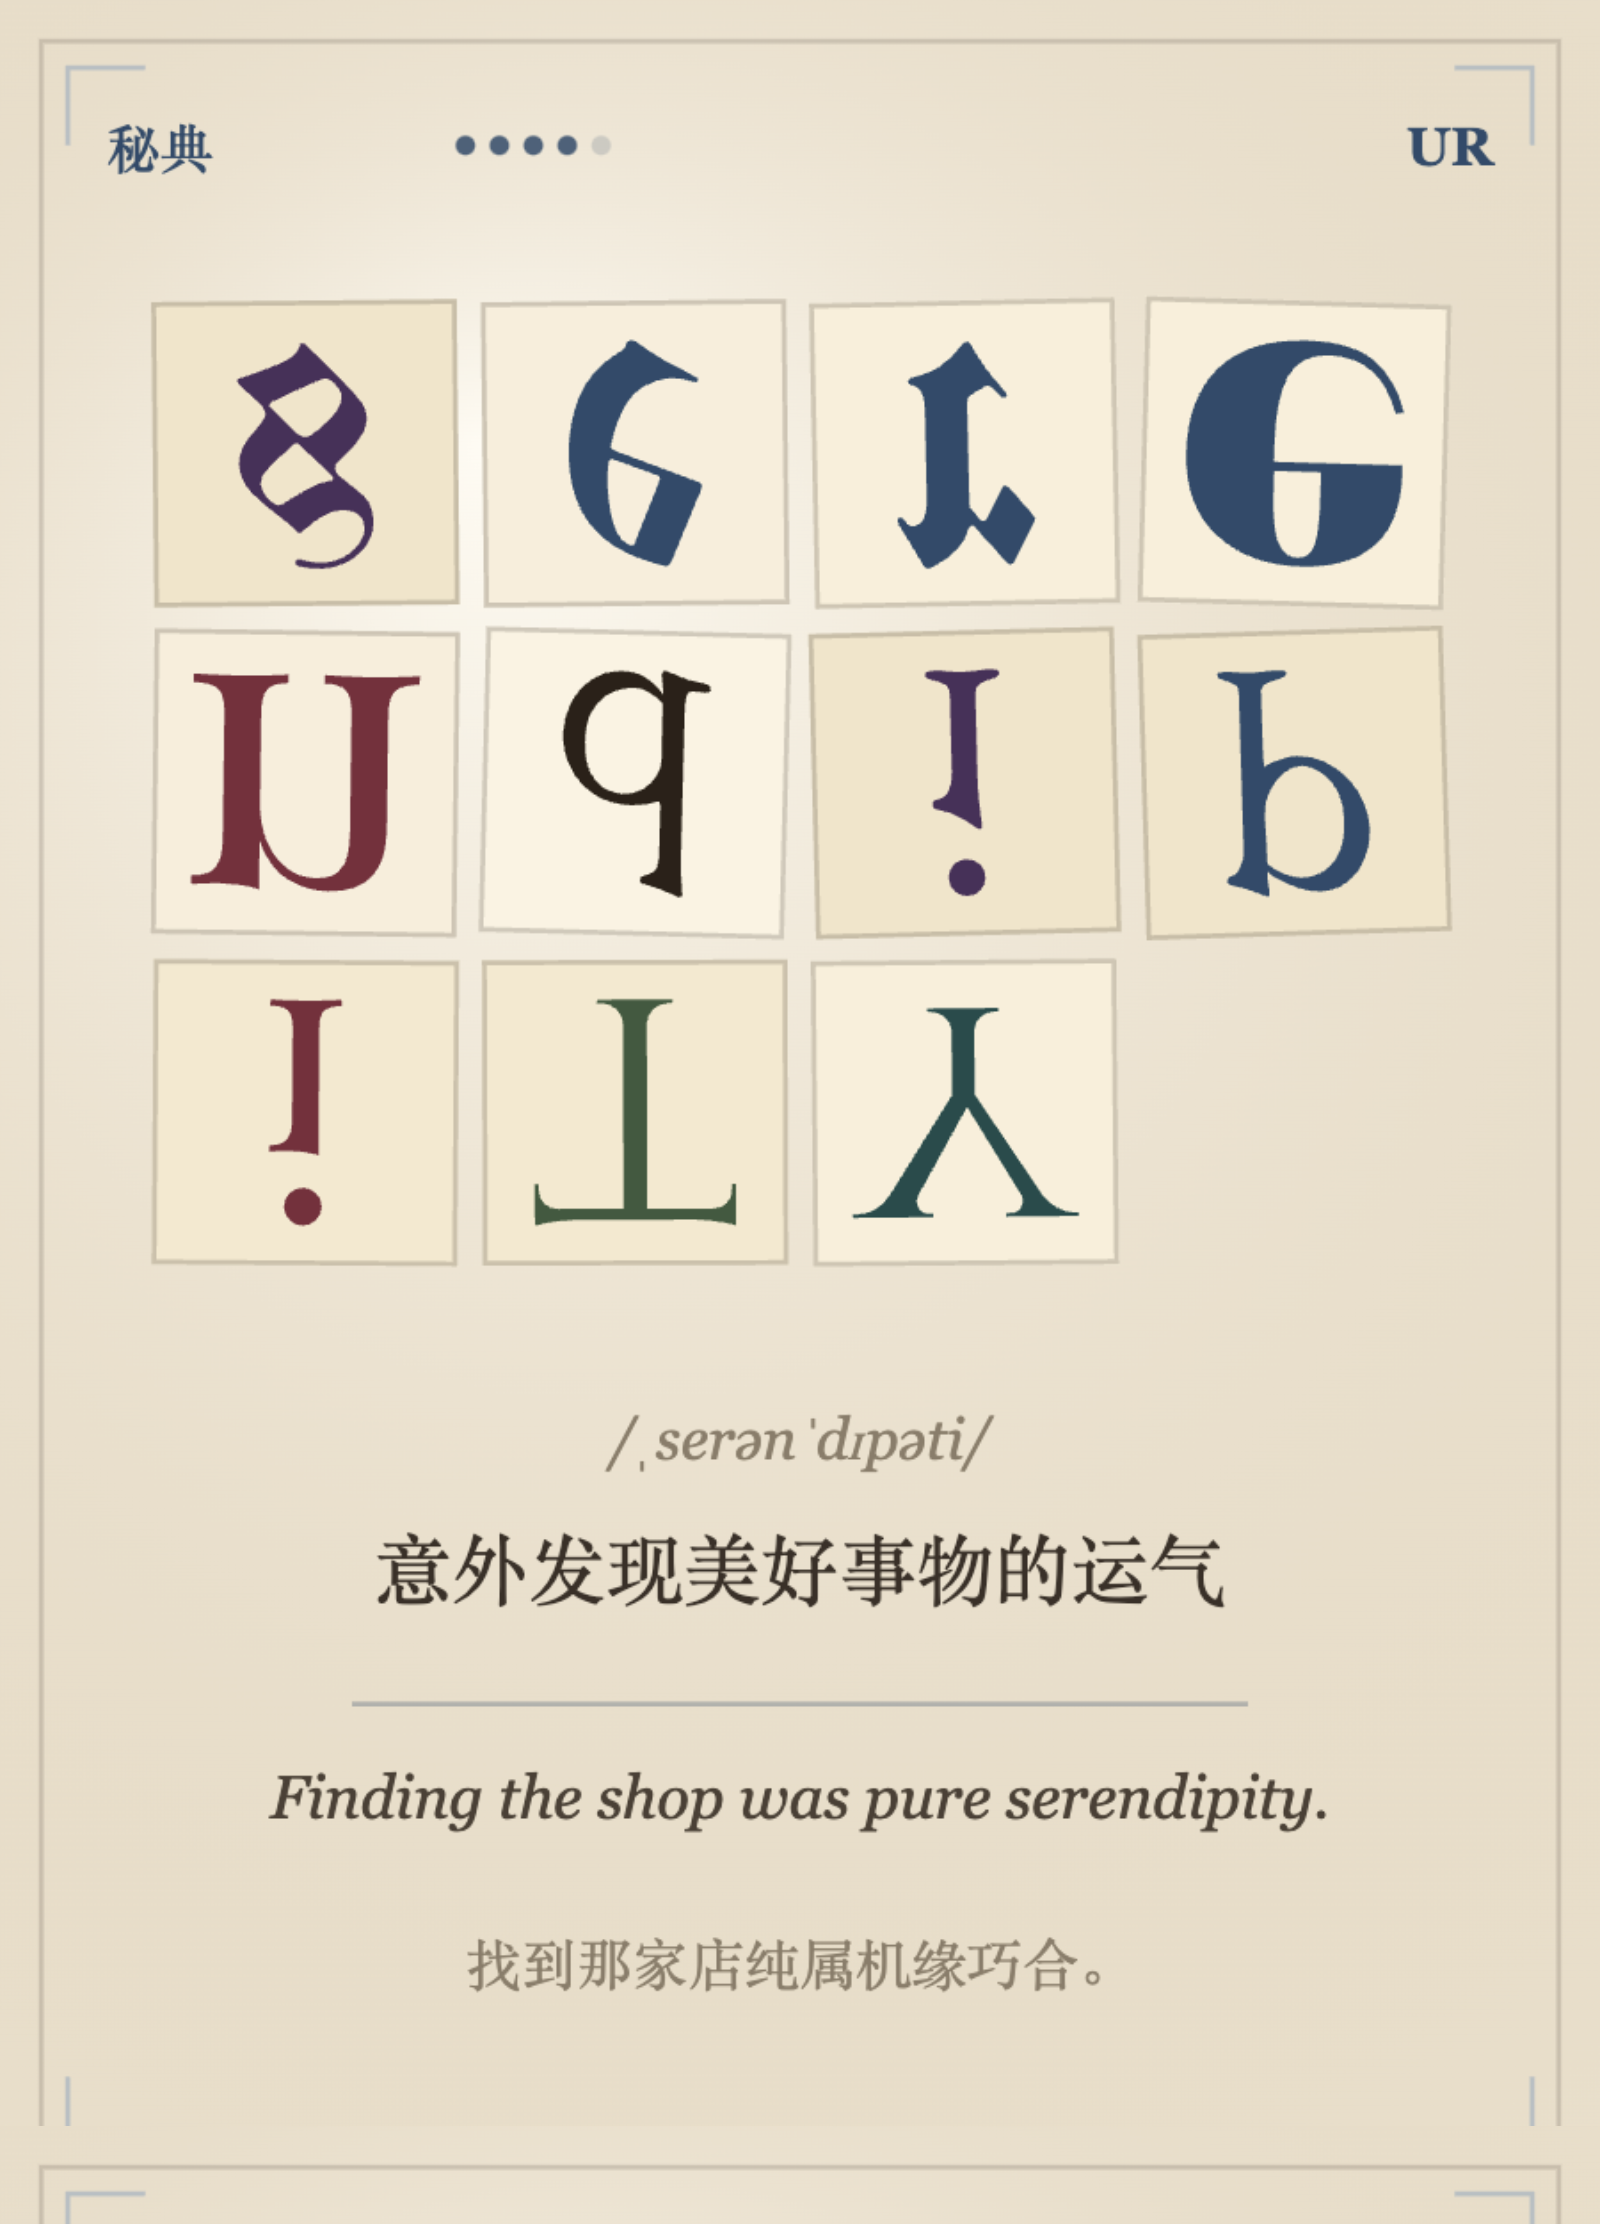 秘典 UR
s e r e
n d i p
i T Y
/ˌserənˈdɪpəti/
意外发现美好事物的运气
Finding the shop was pure serendipity.
找到那家店纯属机缘巧合。